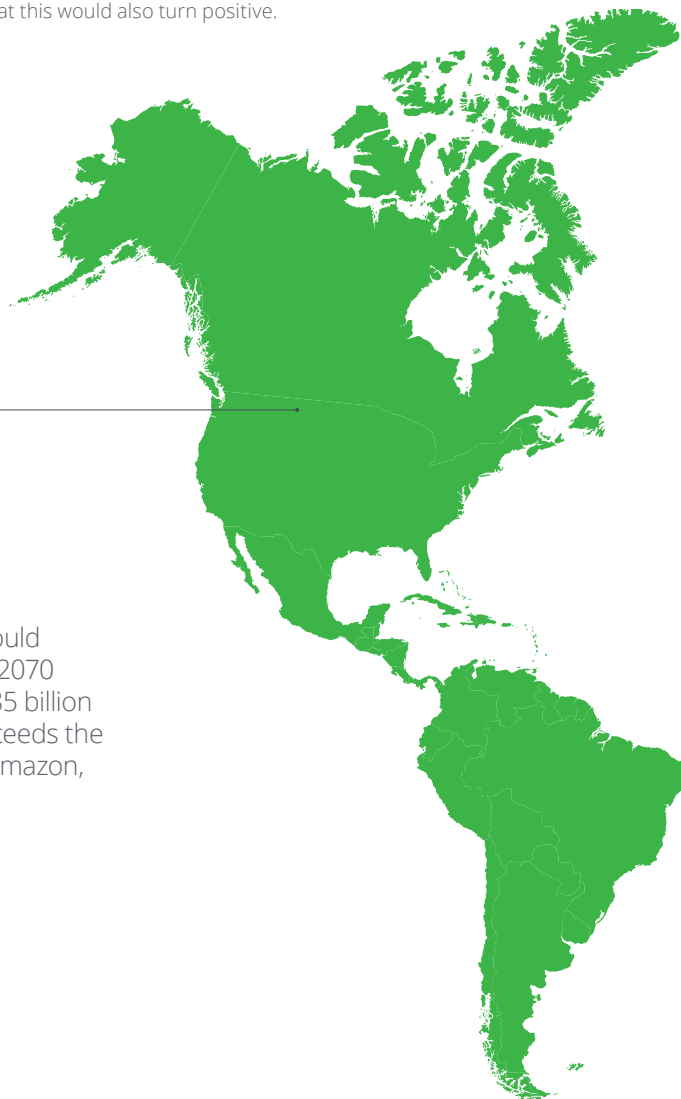 at this would also turn positive.
ould
2070
35 billion
ceeds the
mazon,